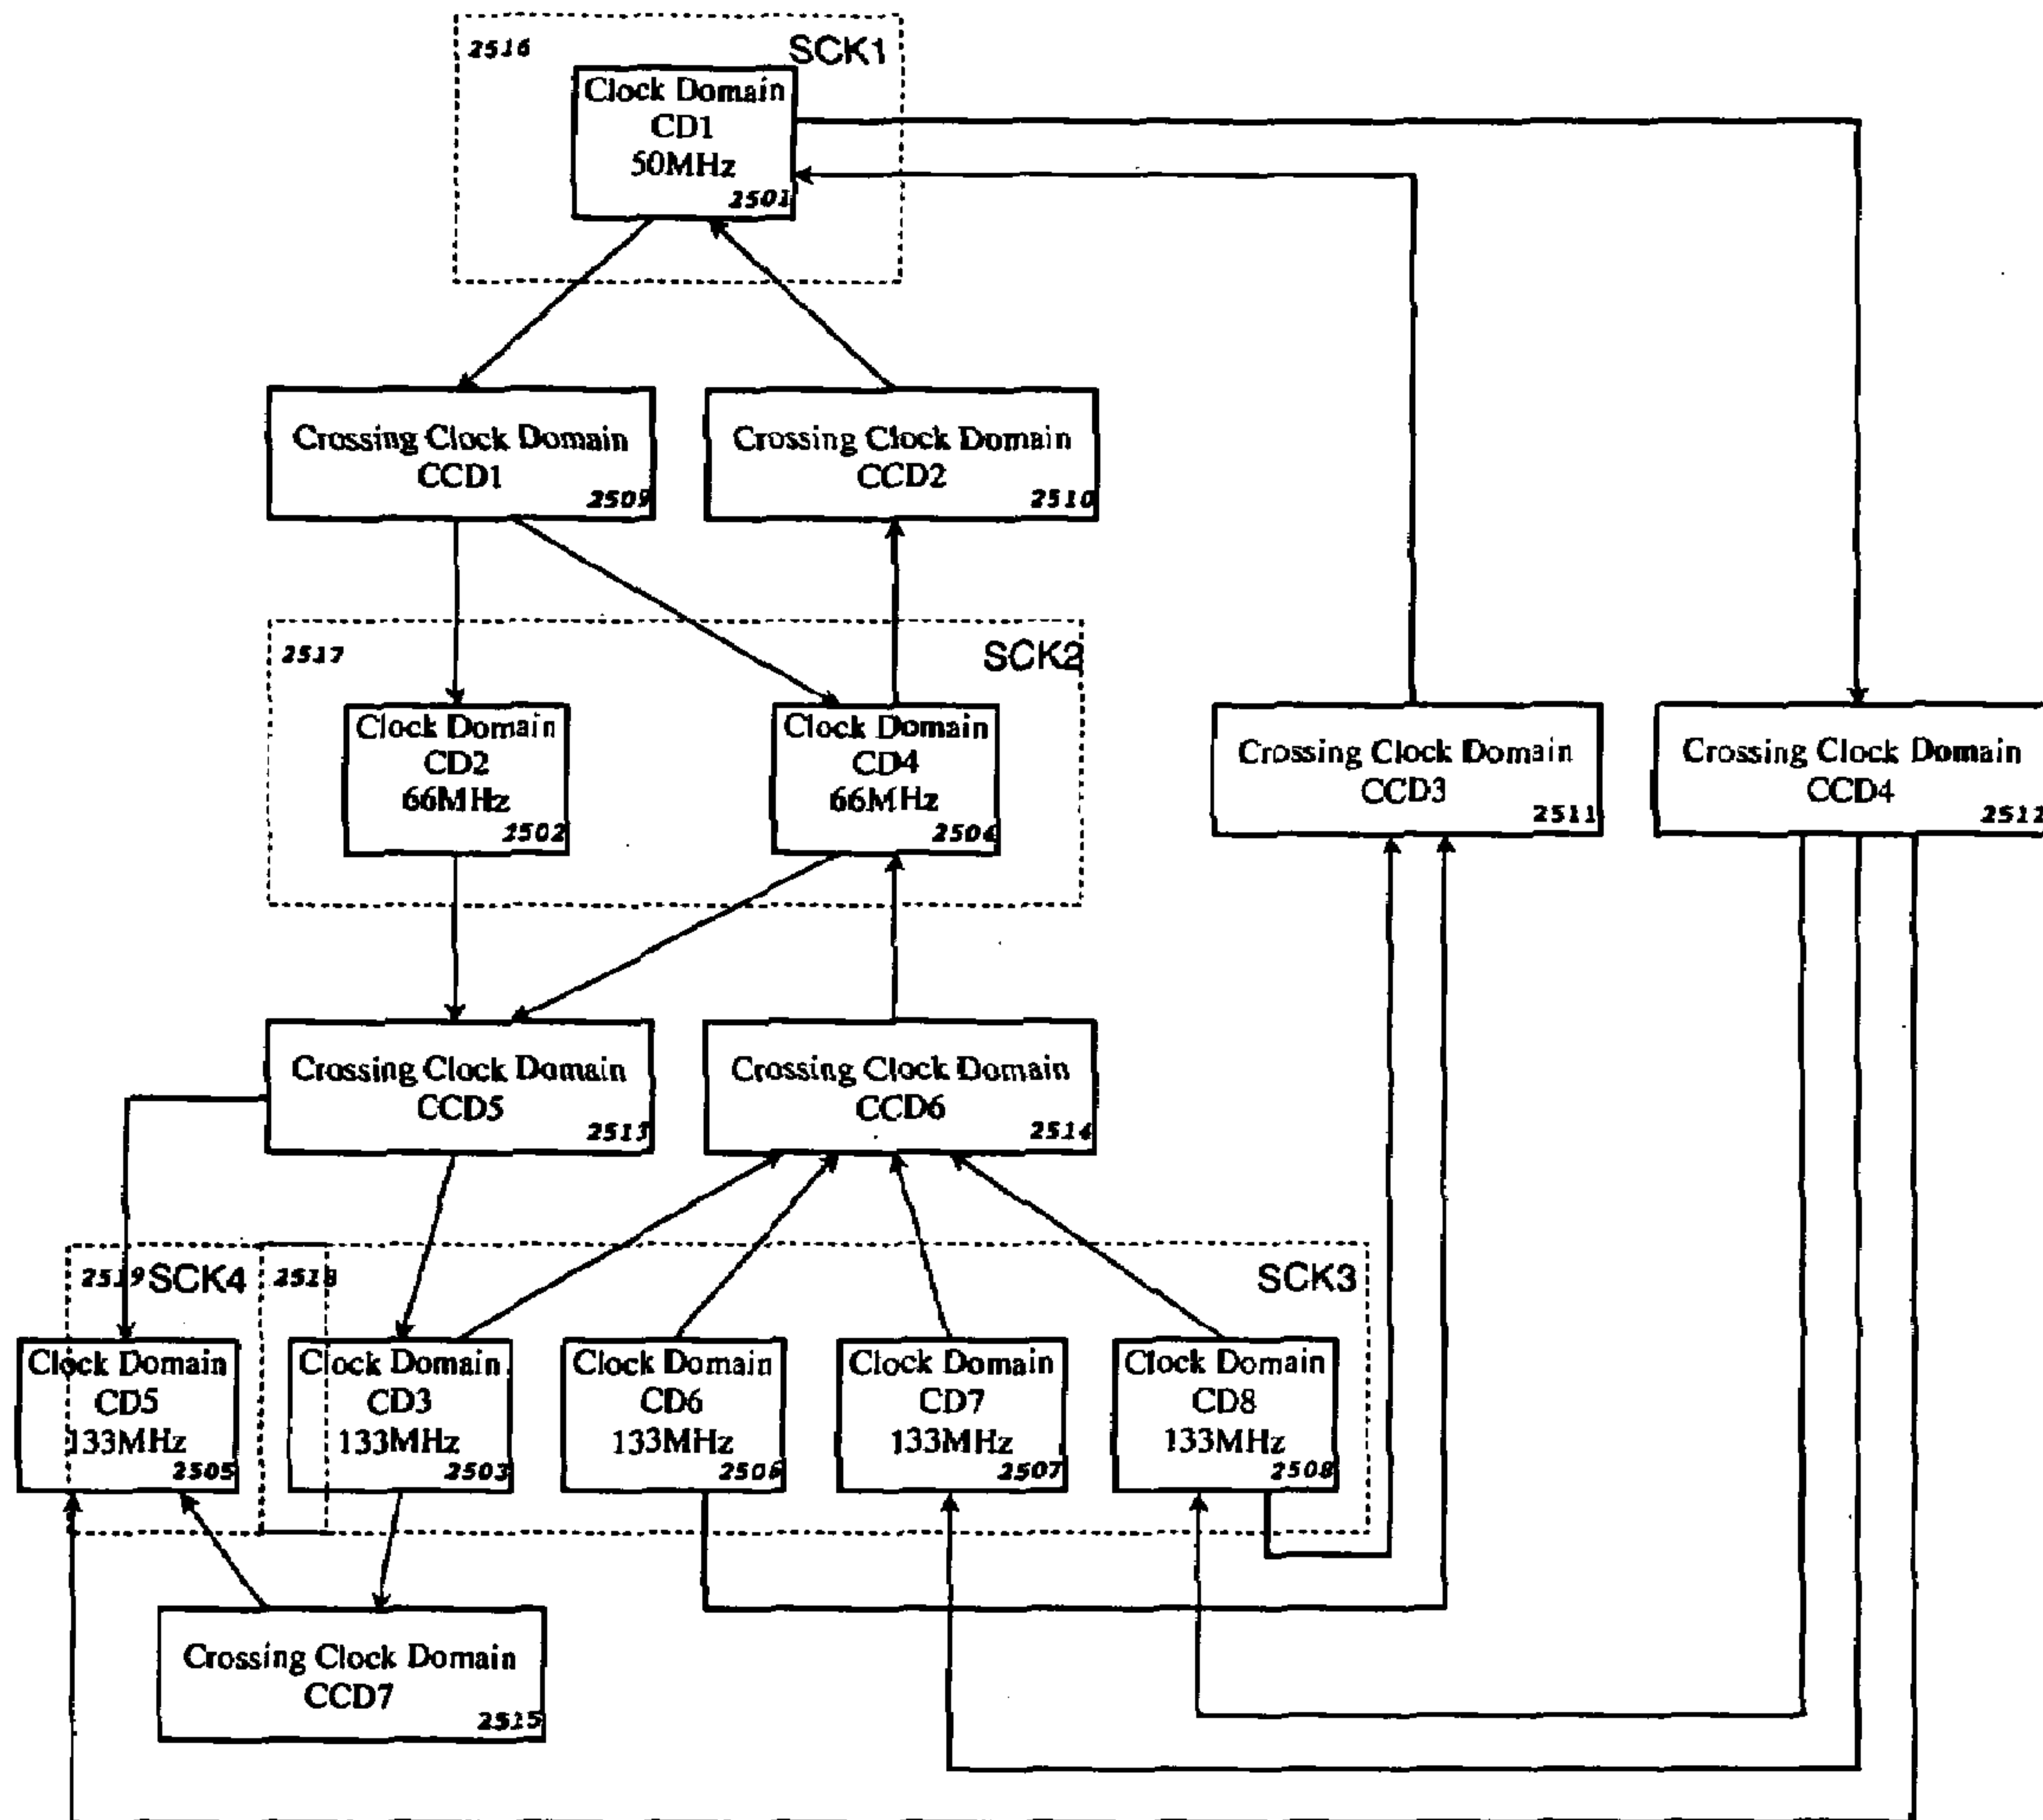 2516 SCK1
Clock Domain
CD1
50MHz
2501
Crossing Clock Domain
CCD1
2509
Crossing Clock Domain
CCD2
2510
2517 SCK2
Clock Domain
CD2
66MHz
2502
Clock Domain
CD4
66MHz
2504
Crossing Clock Domain
CCD3
2511
Crossing Clock Domain
CCD4
2512
Crossing Clock Domain
CCD5
2513
Crossing Clock Domain
CCD6
2514
2519 SCK4
2518 SCK3
Clock Domain
CD5
133MHz
2505
Clock Domain
CD3
133MHz
2503
Clock Domain
CD6
133MHz
2506
Clock Domain
CD7
133MHz
2507
Clock Domain
CD8
133MHz
2508
Crossing Clock Domain
CCD7
2515